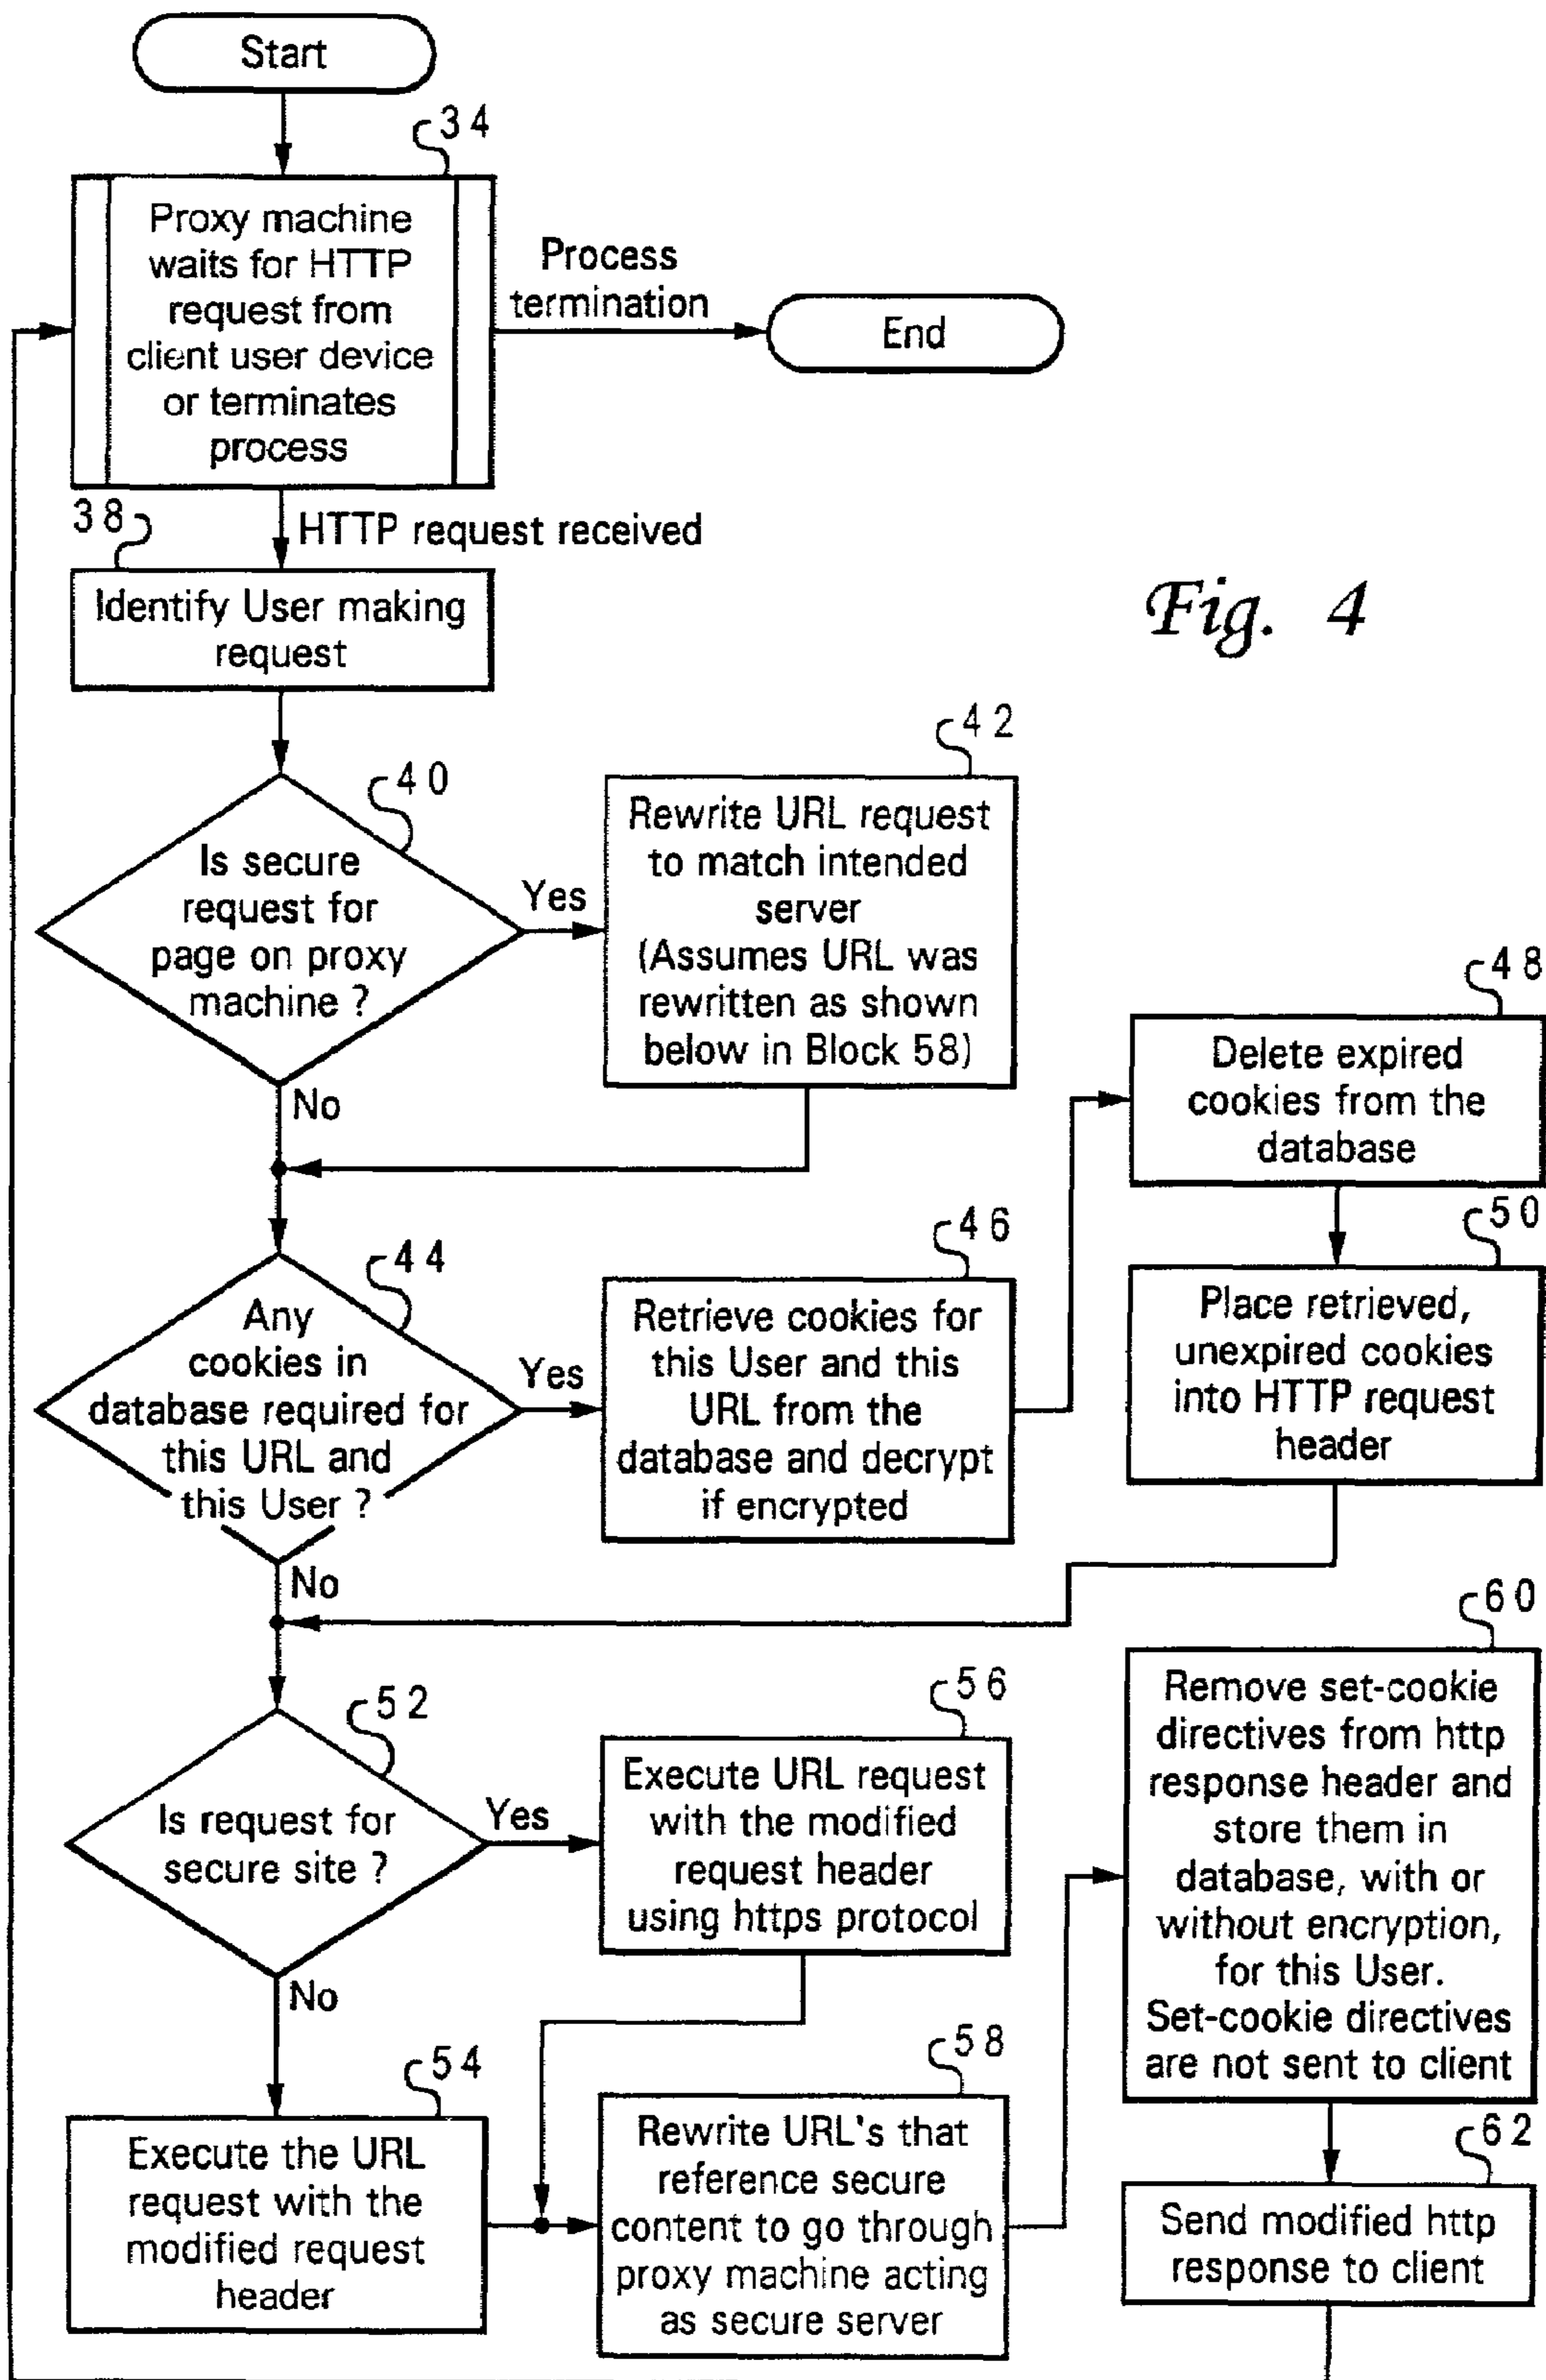 Start
34
Proxy machine
waits for HTTP
request from
client user device
or terminates
process
Process
termination
End
38
HTTP request received
Identify User making
request
Fig. 4
40
Is secure
request for
page on proxy
machine ?
Yes
No
42
Rewrite URL request
to match intended
server
(Assumes URL was
rewritten as shown
below in Block 58)
44
Any
cookies in
database required for
this URL and
this User ?
Yes
No
46
Retrieve cookies for
this User and this
URL from the
database and decrypt
if encrypted
48
Delete expired
cookies from the
database
50
Place retrieved,
unexpired cookies
into HTTP request
header
52
Is request for
secure site ?
Yes
No
56
Execute URL request
with the modified
request header
using https protocol
54
Execute the URL
request with the
modified request
header
58
Rewrite URL's that
reference secure
content to go through
proxy machine acting
as secure server
60
Remove set-cookie
directives from http
response header and
store them in
database, with or
without encryption,
for this User.
Set-cookie directives
are not sent to client
62
Send modified http
response to client